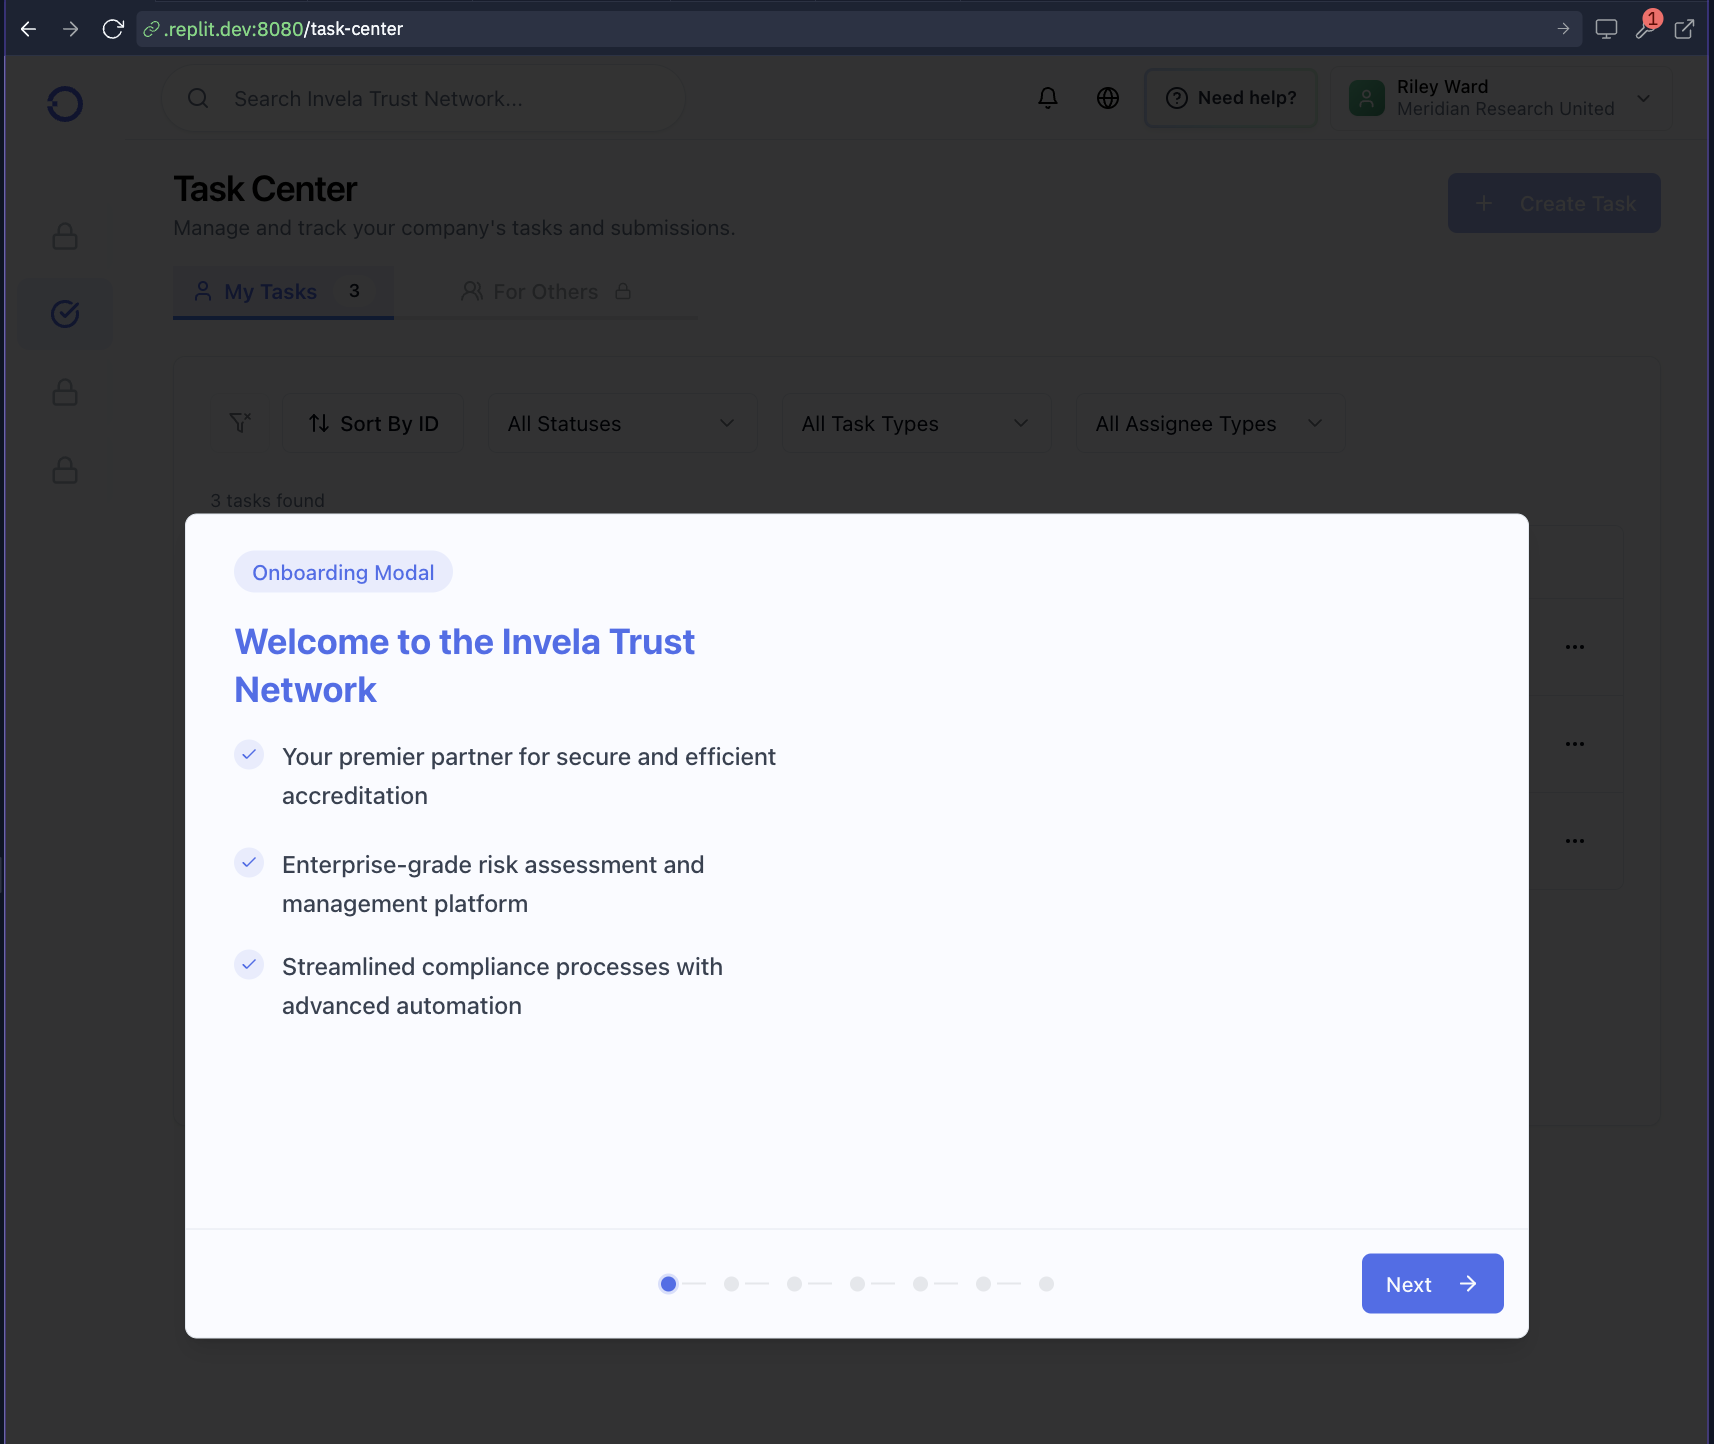 .replit.dev:8080/task-center
1
Search Invela Trust Network...
Need help?
Riley Ward
Meridian Research United
Task Center
Manage and track your company's tasks and submissions.
Create Task
My Tasks 3
For Others
Sort By ID
All Statuses
All Task Types
All Assignee Types
3 tasks found
Onboarding Modal
Welcome to the Invela Trust
Network
Your premier partner for secure and efficient
accreditation
Enterprise-grade risk assessment and
management platform
Streamlined compliance processes with
advanced automation
Next